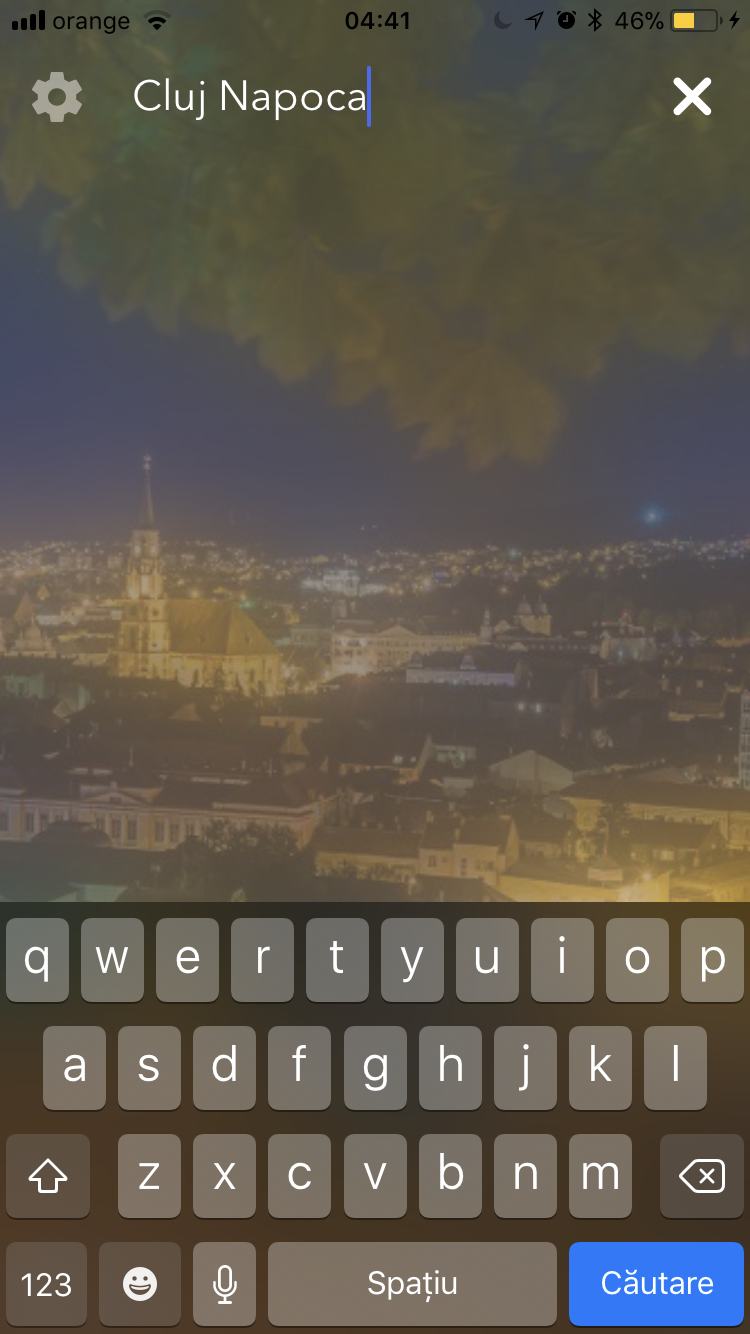 orange 04:41 46%
Cluj Napoca
q w e r t y u i o p
a s d f g h j k l
z x c v b n m
123 Spațiu Căutare